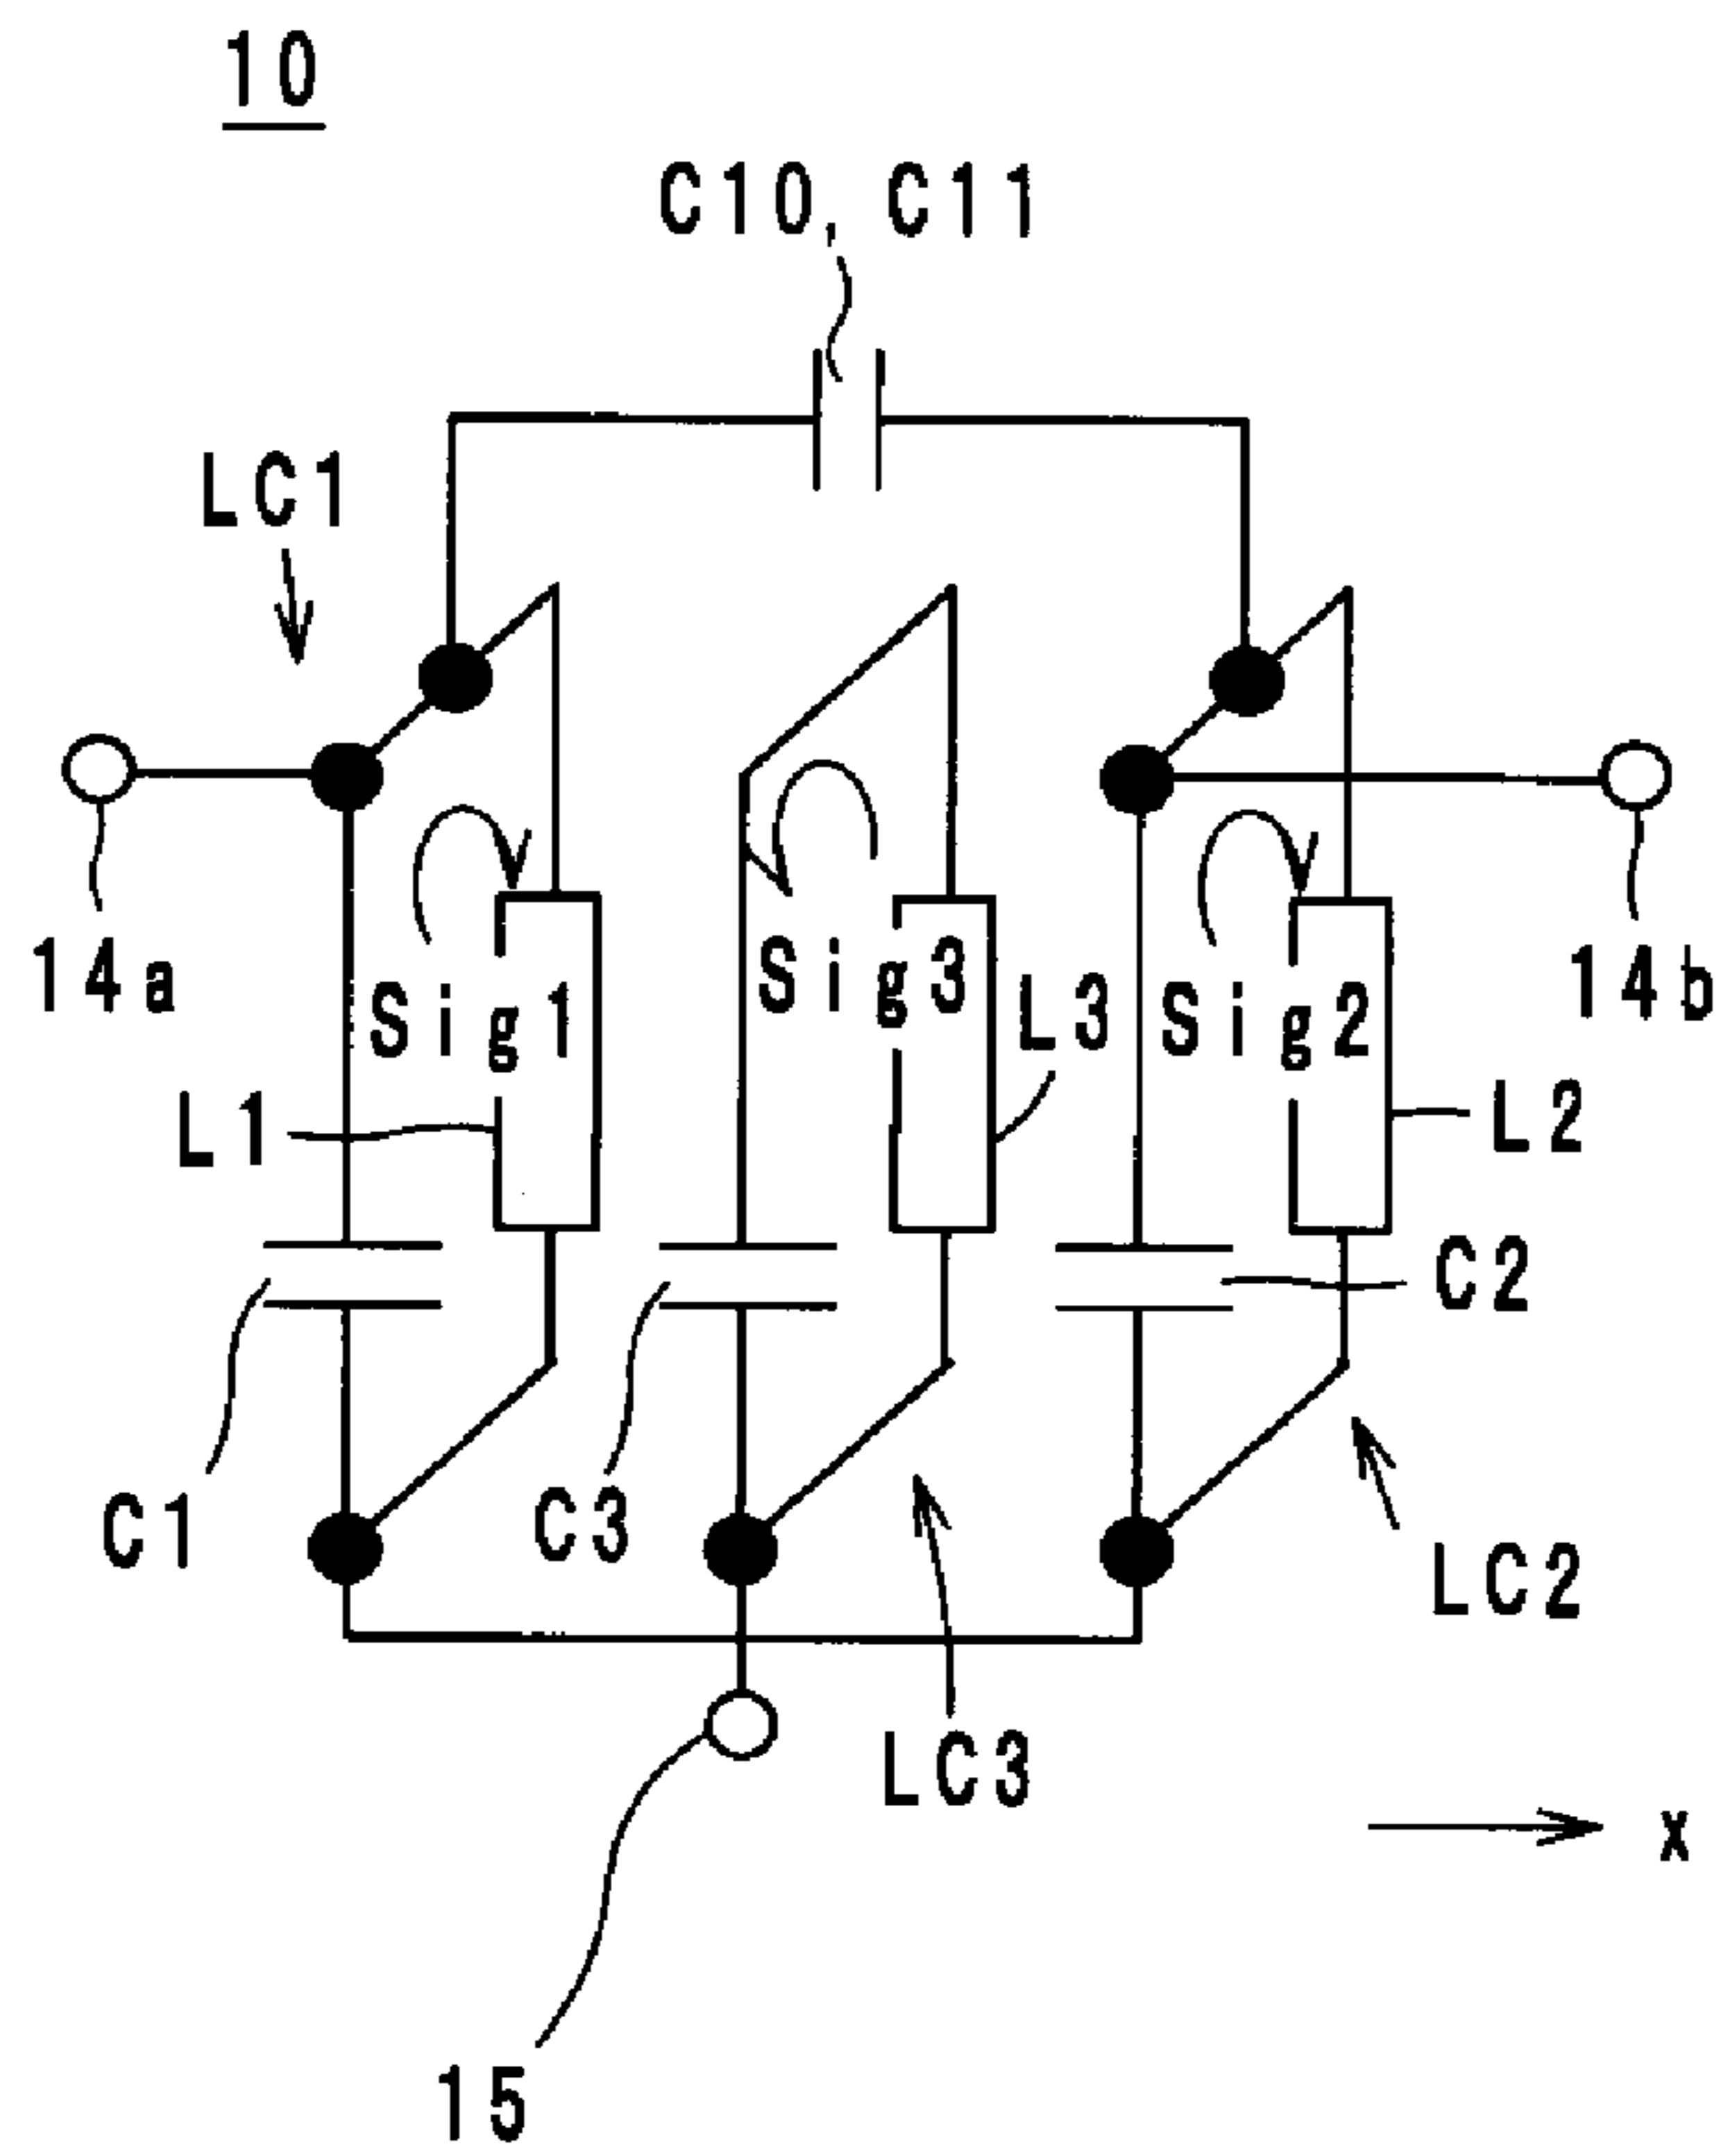 10
C10, C11
LC1
14a
Sig1
Sig3
L3
Sig2
14b
L1
L2
C2
C1
C3
LC2
LC3
x
15